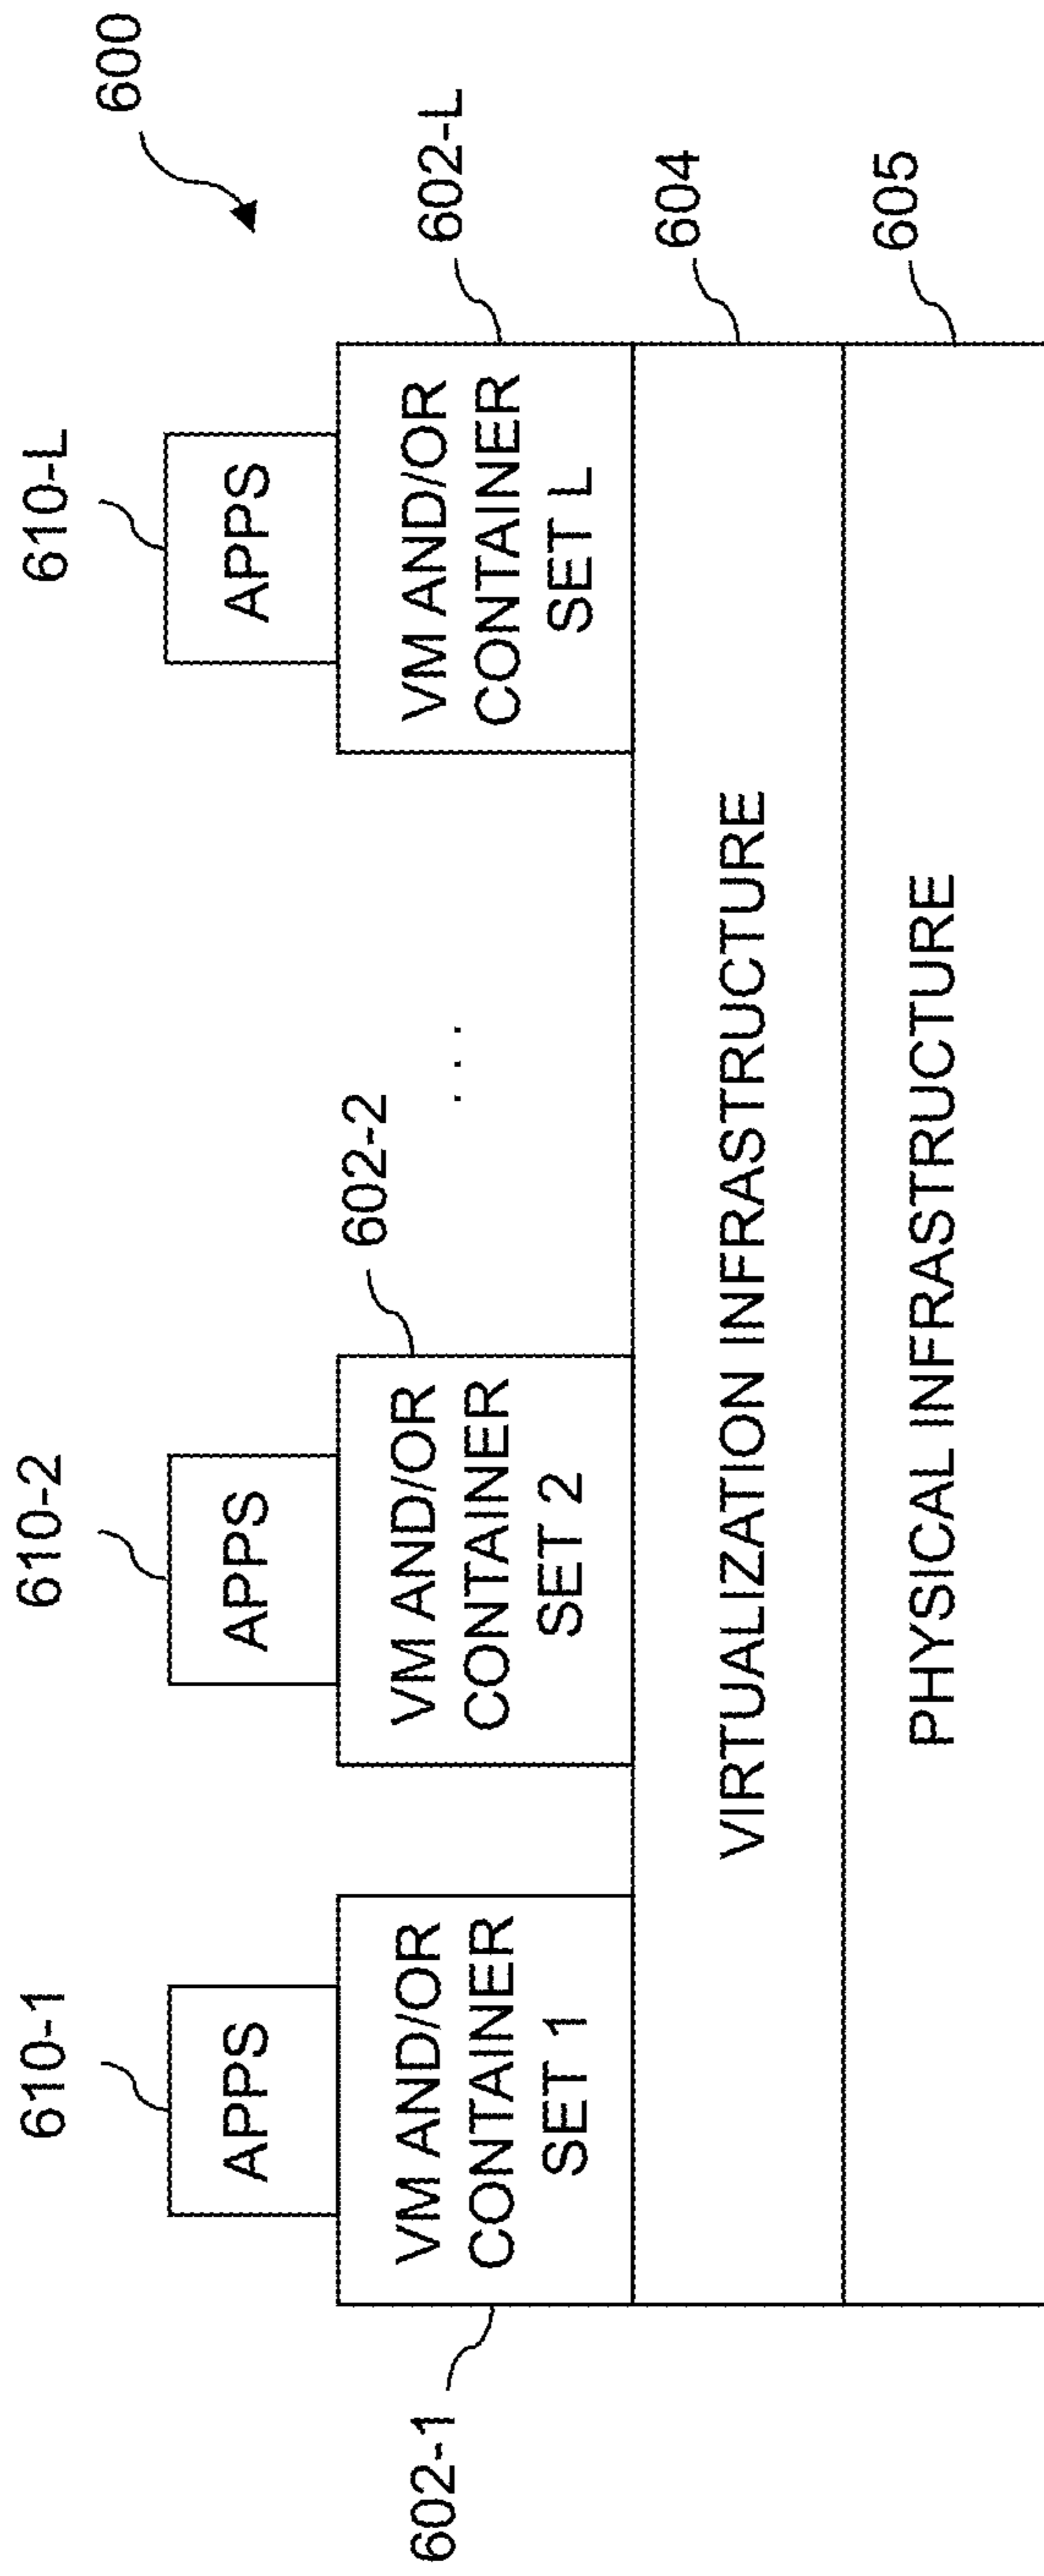 600
610-1
610-2
610-L
APPS
APPS
APPS
602-1
VM AND/OR
CONTAINER
SET 1
VM AND/OR
CONTAINER
SET 2
602-2
. . .
VM AND/OR
CONTAINER
SET L
602-L
VIRTUALIZATION INFRASTRUCTURE
604
PHYSICAL INFRASTRUCTURE
605